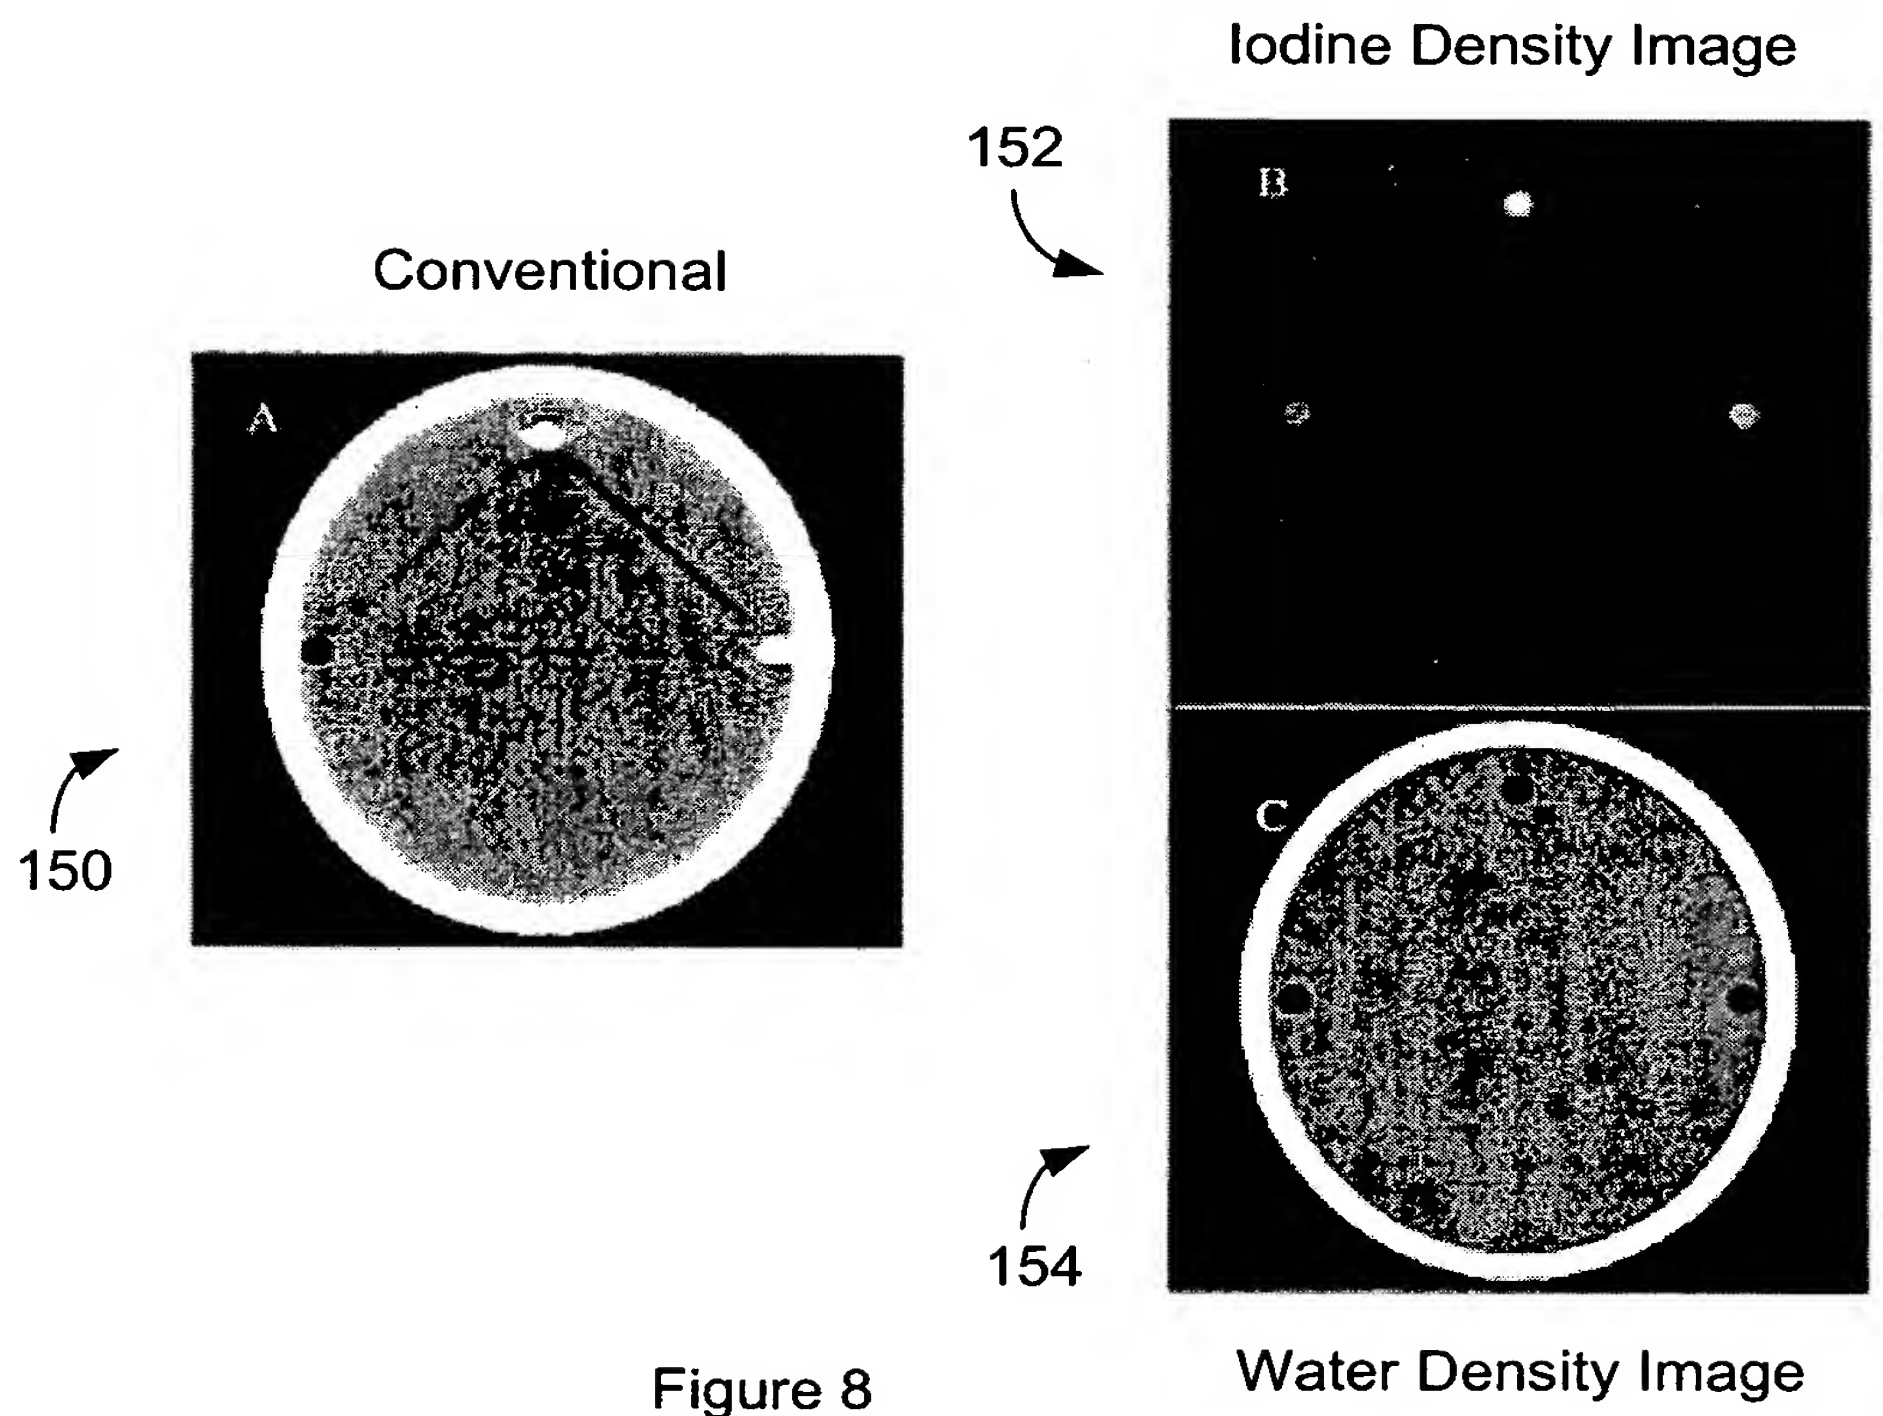 Iodine Density Image
152
B
Conventional
A
150
C
154
Water Density Image
Figure 8